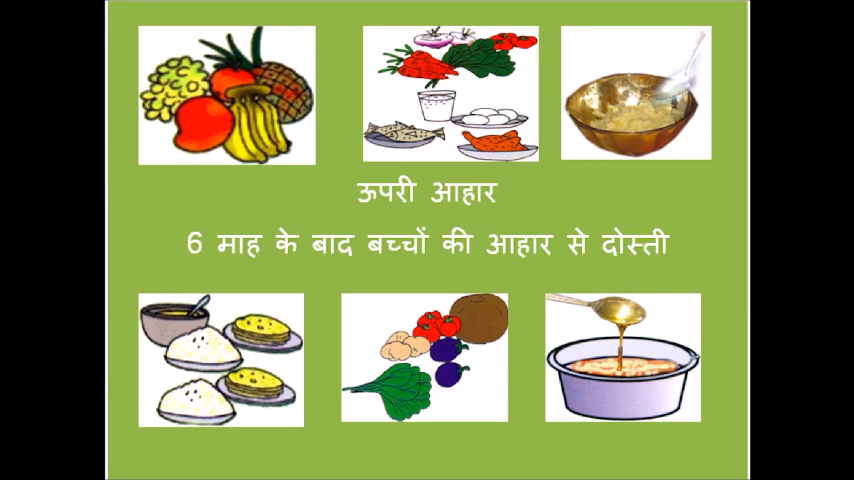 ऊपरी आहार
6 माह के बाद बच्चों की आहार से दोस्ती